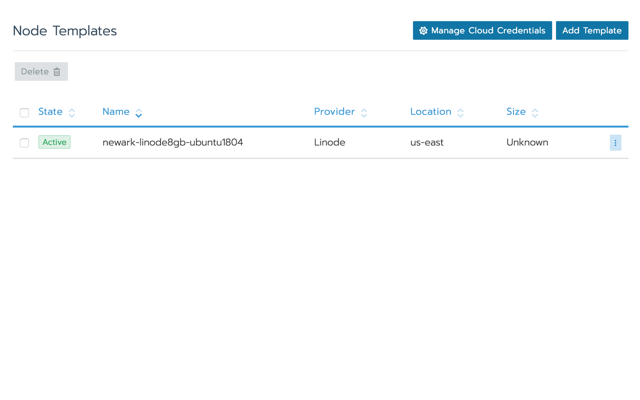 Node Templates
Manage Cloud Credentials
Add Template
Delete
State Name Provider Location Size
Active newark-linode8gb-ubuntu1804 Linode us-east Unknown